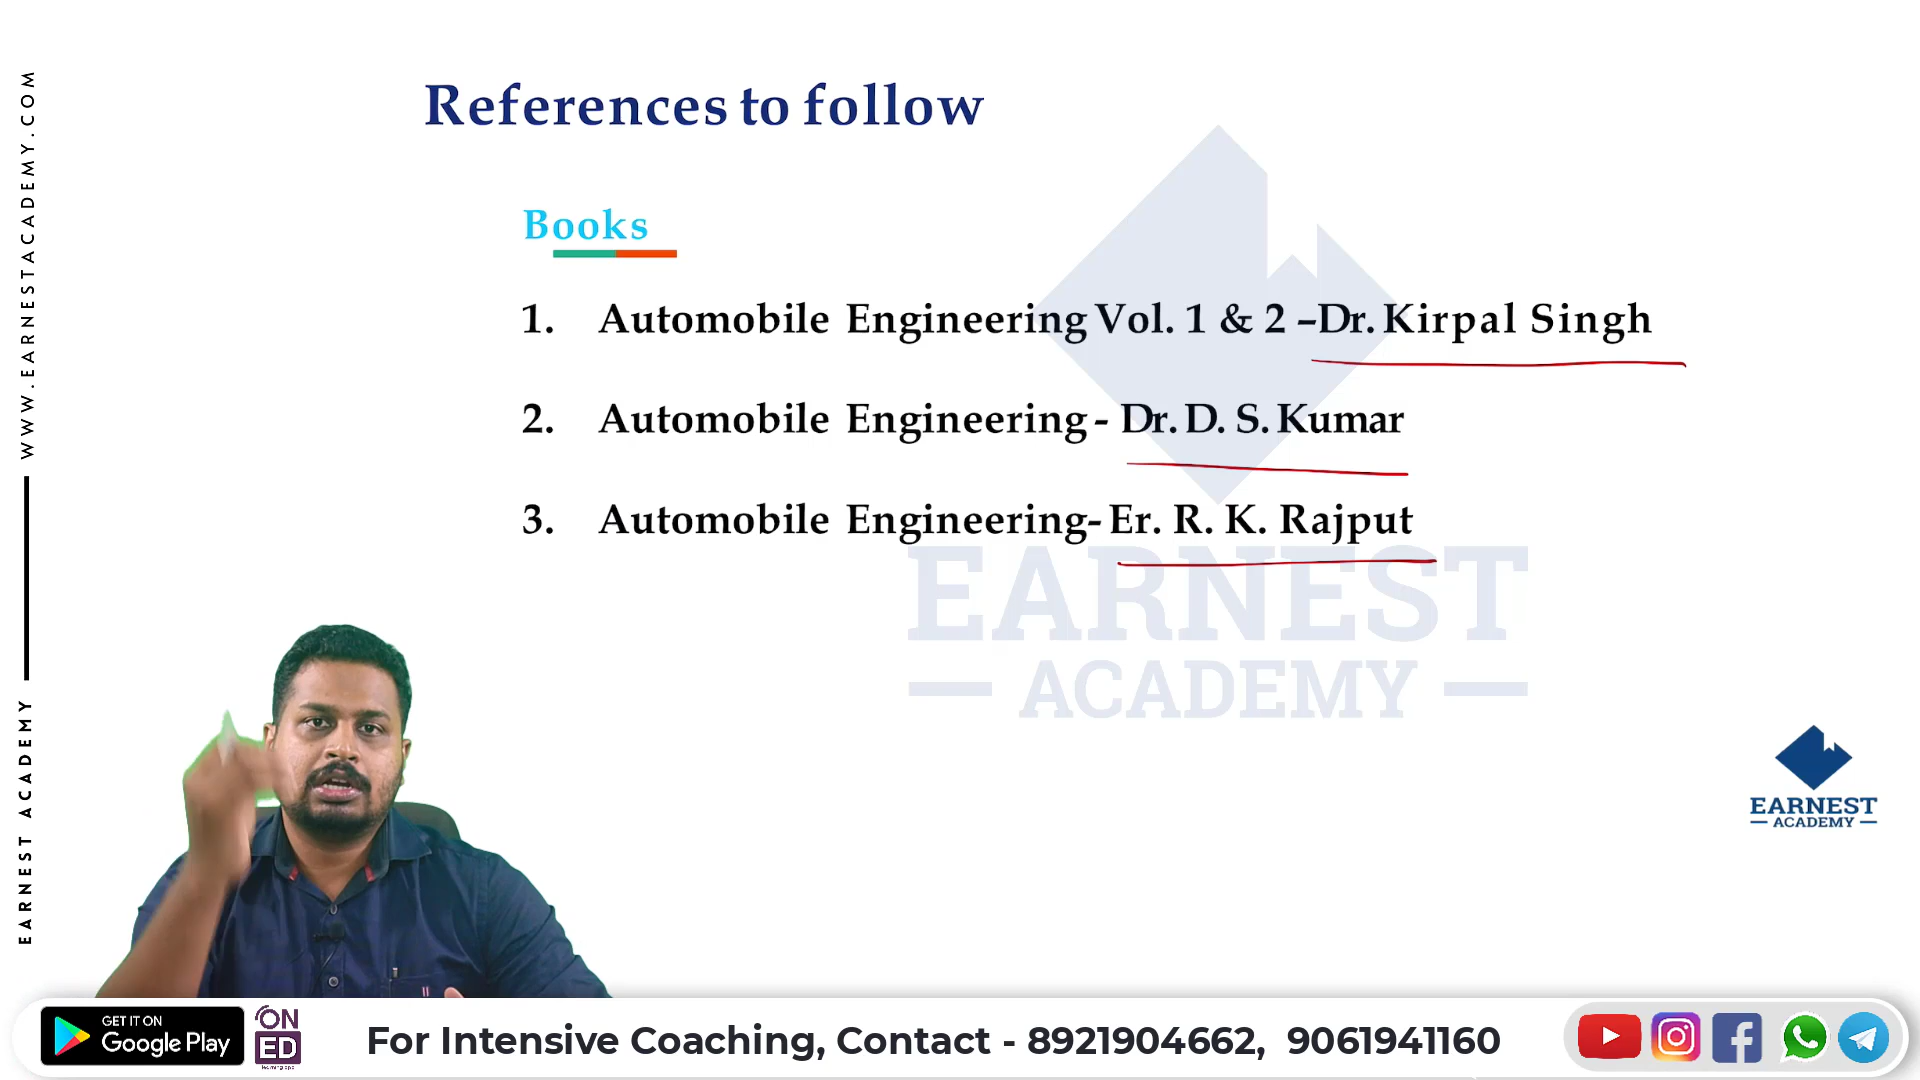 References to follow
Books
1. Automobile Engineering Vol. 1 & 2 –Dr. Kirpal Singh
2. Automobile Engineering - Dr. D. S. Kumar
3. Automobile Engineering- Er. R. K. Rajput
EARNEST
ACADEMY
EARNEST
ACADEMY
EARNEST ACADEMY
WWW.EARNESTACADEMY.COM
GET IT ON
Google Play
ON
ED
learning app
For Intensive Coaching, Contact - 8921904662, 9061941160